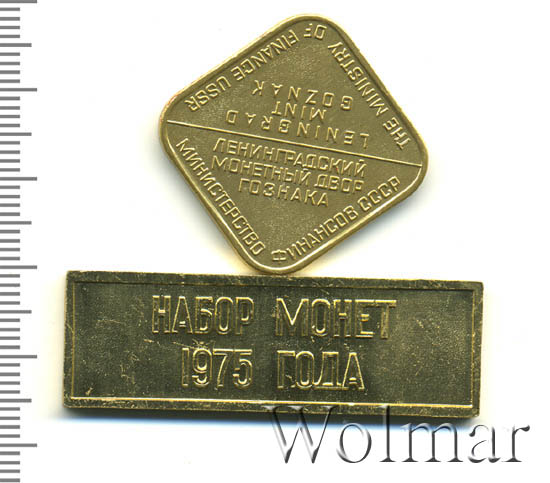 THE MINISTRY OF FINANCE USSR
LENINGRAD
MINT
GOZNAK
ЛЕНИНГРАДСКИЙ
МОНЕТНЫЙ ДВОР
ГОЗНАКА
МИНИСТЕРСТВО ФИНАНСОВ СССР
НАБОР МОНЕТ
1975 ГОДА
Wolmar